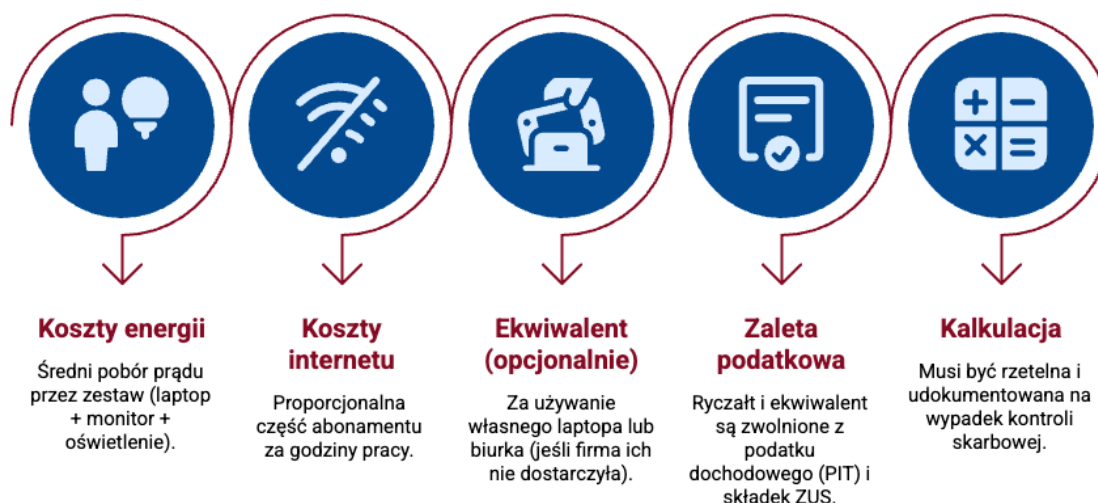 Koszty energii
Średni pobór prądu
przez zestaw (laptop
+ monitor +
oświetlenie).
Koszty
internetu
Proporcjonalna
część abonamentu
za godziny pracy.
Ekwiwalent
(opcjonalnie)
Za używanie
własnego laptopa lub
biurka (jeśli firma ich
nie dostarczyła).
Zaleta
podatkowa
Ryczałt i ekwiwalent
są zwolnione z
podatku
dochodowego (PIT) i
składek ZUS.
Kalkulacja
Musi być rzetelna i
udokumentowana na
wypadek kontroli
skarbowej.